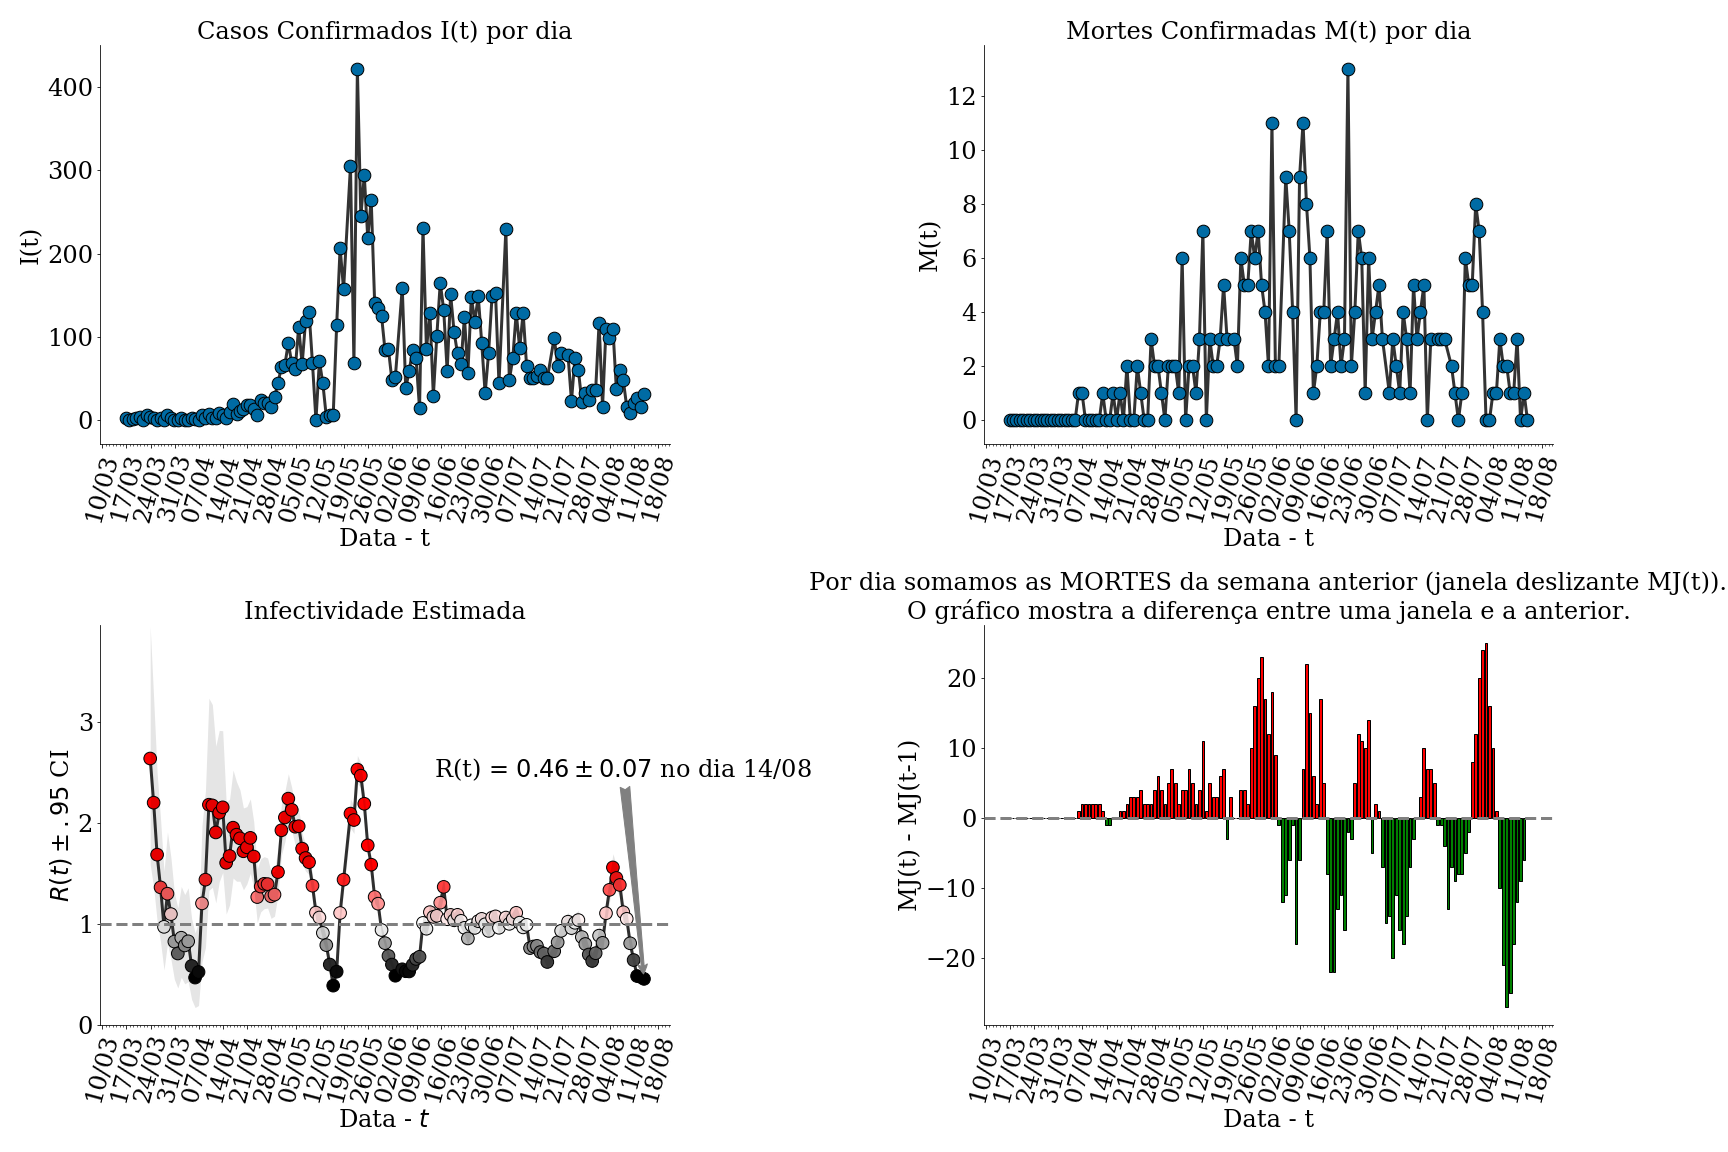 Casos Confirmados I(t) por dia
400
300
200
100
0
I(t)
10/03 17/03 24/03 31/03 07/04 14/04 21/04 28/04 05/05 12/05 19/05 26/05 02/06 09/06 16/06 23/06 30/06 07/07 14/07 21/07 28/07 04/08 11/08 18/08
Data - t
Mortes Confirmadas M(t) por dia
12
10
8
6
4
2
0
M(t)
10/03 17/03 24/03 31/03 07/04 14/04 21/04 28/04 05/05 12/05 19/05 26/05 02/06 09/06 16/06 23/06 30/06 07/07 14/07 21/07 28/07 04/08 11/08 18/08
Data - t
Infectividade Estimada
3
2
1
0
R(t) ± .95 CI
R(t) = 0.46 ± 0.07 no dia 14/08
10/03 17/03 24/03 31/03 07/04 14/04 21/04 28/04 05/05 12/05 19/05 26/05 02/06 09/06 16/06 23/06 30/06 07/07 14/07 21/07 28/07 04/08 11/08 18/08
Data - t
Por dia somamos as MORTES da semana anterior (janela deslizante MJ(t)).
O gráfico mostra a diferença entre uma janela e a anterior.
20
10
0
−10
−20
MJ(t) - MJ(t-1)
10/03 17/03 24/03 31/03 07/04 14/04 21/04 28/04 05/05 12/05 19/05 26/05 02/06 09/06 16/06 23/06 30/06 07/07 14/07 21/07 28/07 04/08 11/08 18/08
Data - t